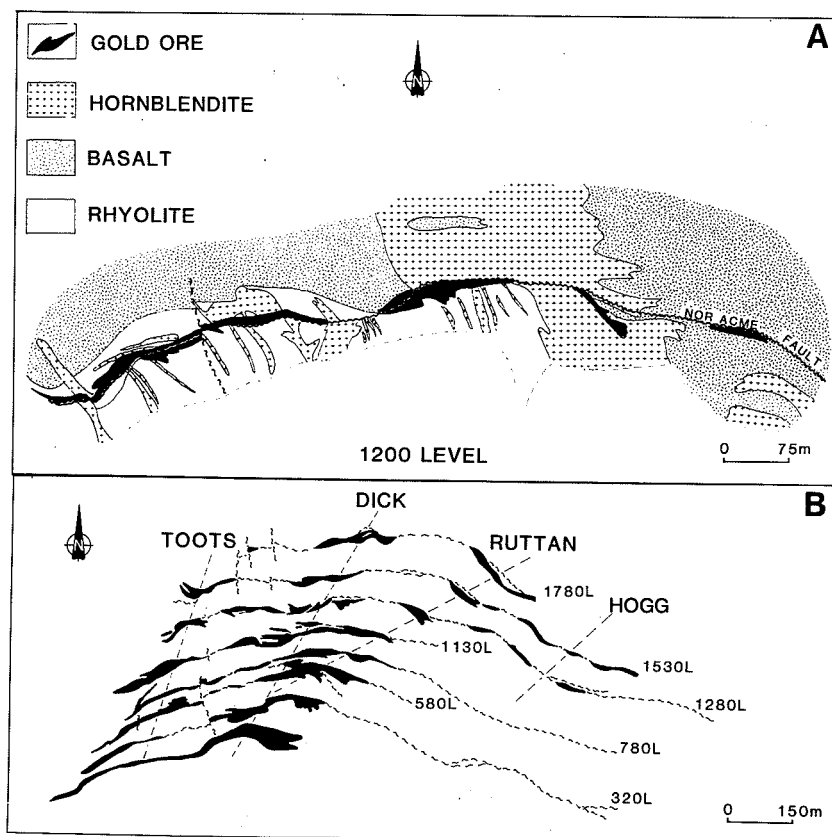 A
N
GOLD ORE
HORNBLENDITE
BASALT
RHYOLITE
NOR ACME FAULT
1200 LEVEL
0 75m
B
N
DICK
TOOTS
RUTTAN
1780L
HOGG
1130L
1530L
580L
1280L
780L
320L
0 150m